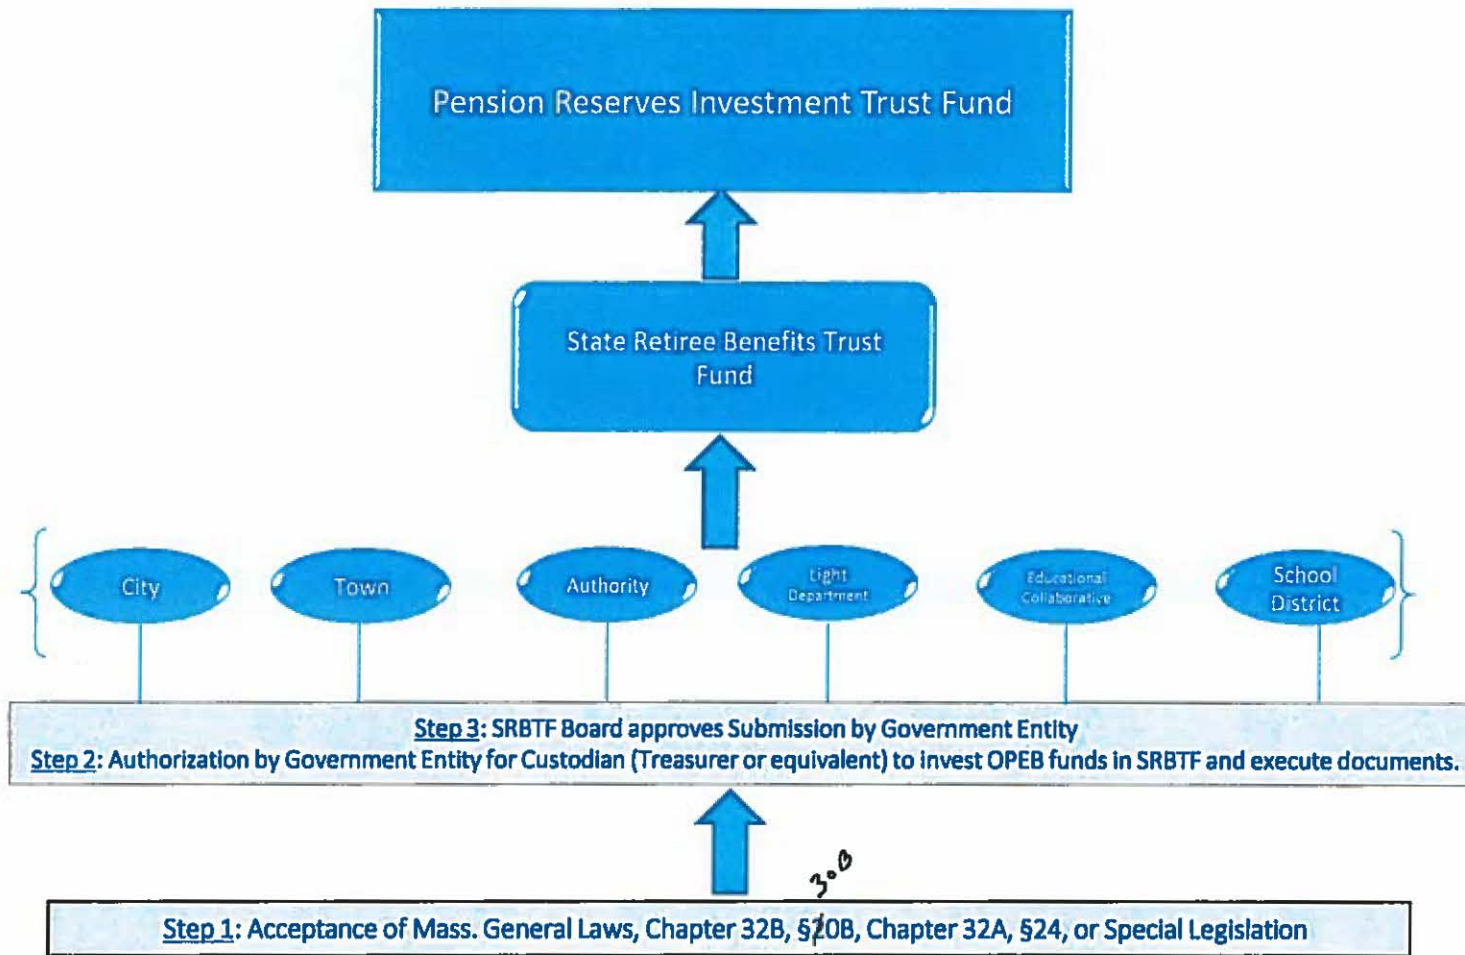 Pension Reserves Investment Trust Fund
State Retiree Benefits Trust
Fund
City
Town
Authority
Light
Department
Educational
Collaborative
School
District
Step 3: SRBTF Board approves Submission by Government Entity
Step 2: Authorization by Government Entity for Custodian (Treasurer or equivalent) to invest OPEB funds in SRBTF and execute documents.
30B
Step 1: Acceptance of Mass. General Laws, Chapter 32B, §20B, Chapter 32A, §24, or Special Legislation